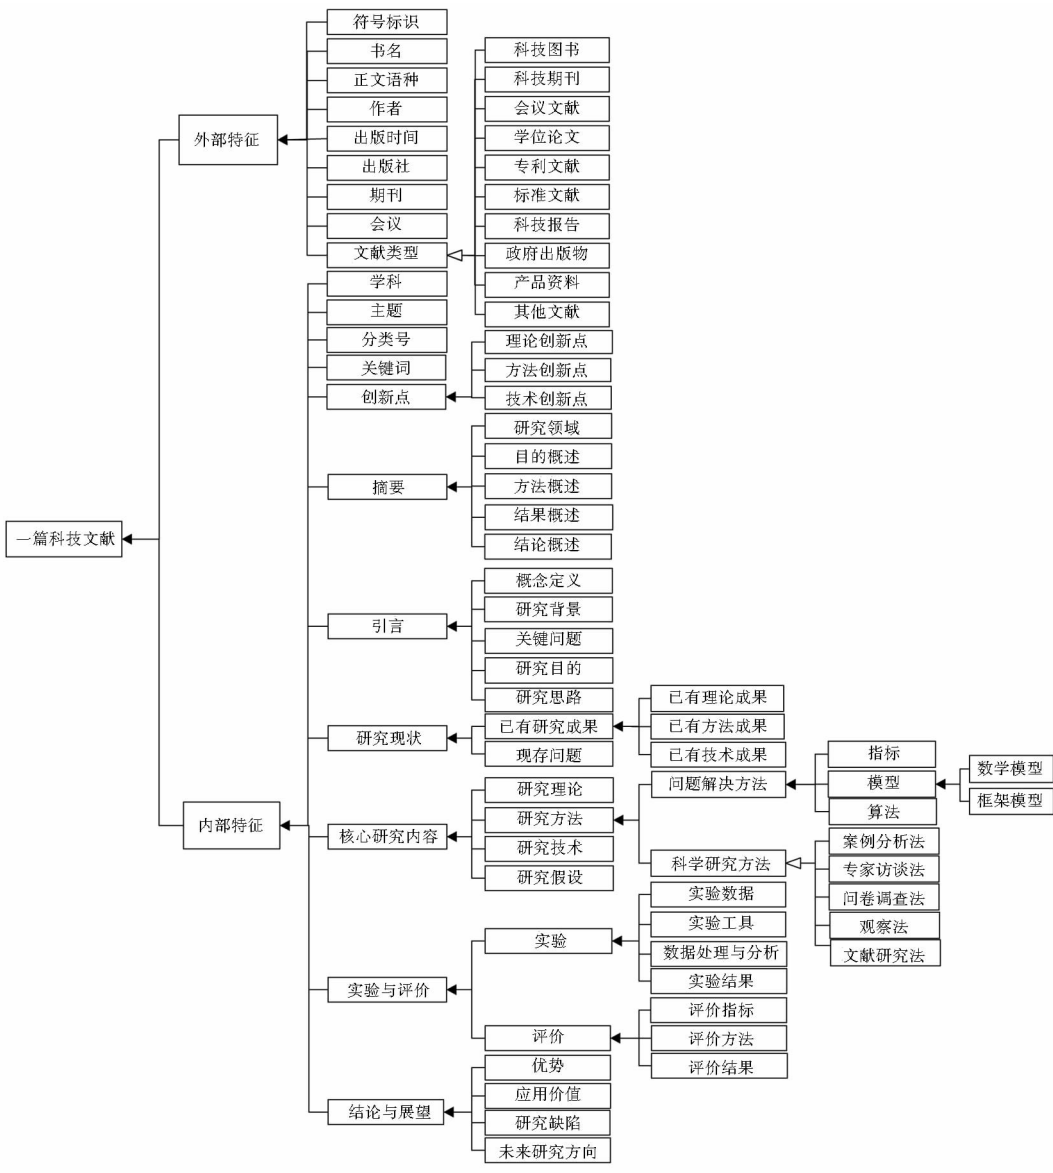 一篇科技文献
外部特征
符号标识
书名
正文语种
作者
出版时间
出版社
期刊
会议
文献类型
科技图书
科技期刊
会议文献
学位论文
专利文献
标准文献
科技报告
政府出版物
产品资料
其他文献
内部特征
学科
主题
分类号
关键词
创新点
理论创新点
方法创新点
技术创新点
摘要
研究领域
目的概述
方法概述
结果概述
结论概述
引言
概念定义
研究背景
关键问题
研究目的
研究思路
研究现状
已有研究成果
已有理论成果
已有方法成果
已有技术成果
现存问题
核心研究内容
研究理论
研究方法
问题解决方法
指标
模型
数学模型
框架模型
算法
科学研究方法
案例分析法
专家访谈法
问卷调查法
观察法
文献研究法
研究技术
研究假设
实验与评价
实验
实验数据
实验工具
数据处理与分析
实验结果
评价
评价指标
评价方法
评价结果
结论与展望
优势
应用价值
研究缺陷
未来研究方向